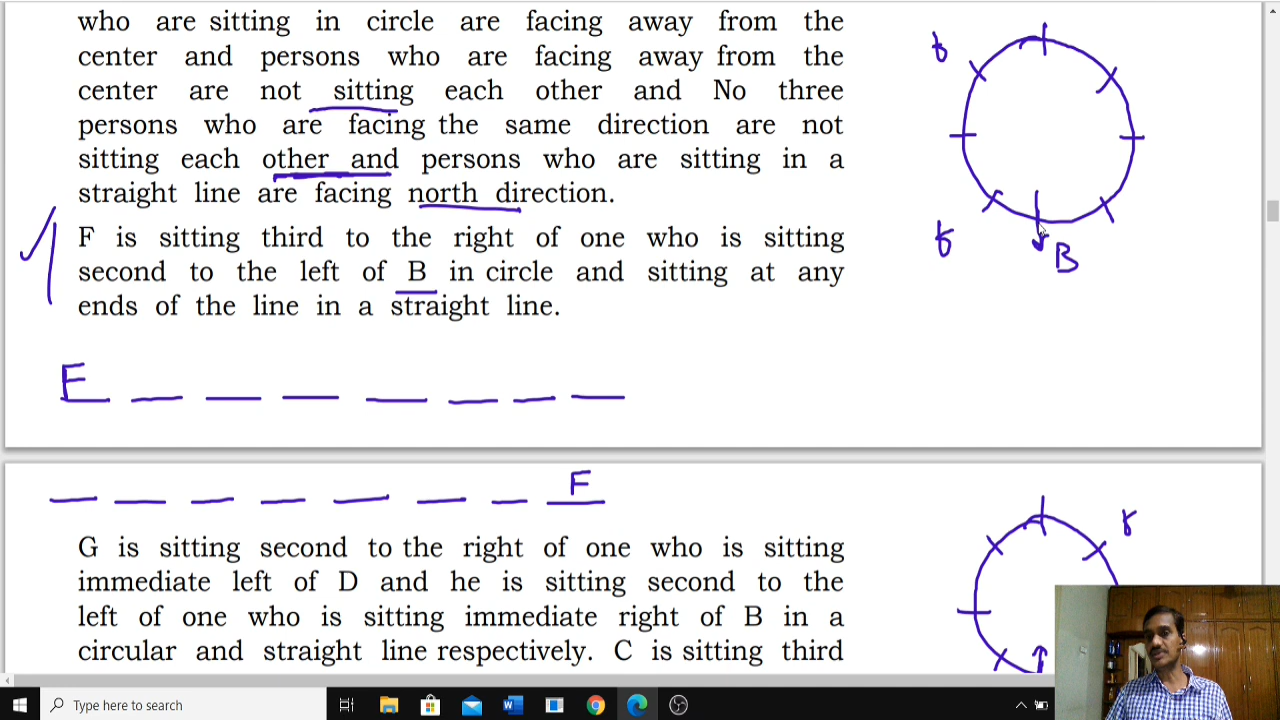 who are sitting in circle are facing away from the
center and persons who are facing away from the
center are not sitting each other and No three
persons who are facing the same direction are not
sitting each other and persons who are sitting in a
straight line are facing north direction.
F is sitting third to the right of one who is sitting
second to the left of B in circle and sitting at any
ends of the line in a straight line.
B
F
F
G is sitting second to the right of one who is sitting
immediate left of D and he is sitting second to the
left of one who is sitting immediate right of B in a
circular and straight line respectively. C is sitting third
Type here to search